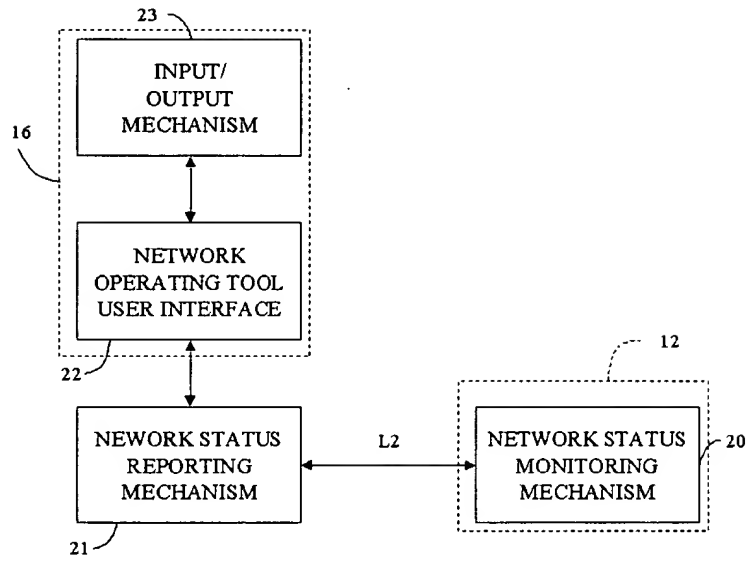 23
INPUT/
OUTPUT
MECHANISM
16
NETWORK
OPERATING TOOL
USER INTERFACE
22
12
NEWORK STATUS
REPORTING
MECHANISM
21
L2
NETWORK STATUS
MONITORING
MECHANISM
20